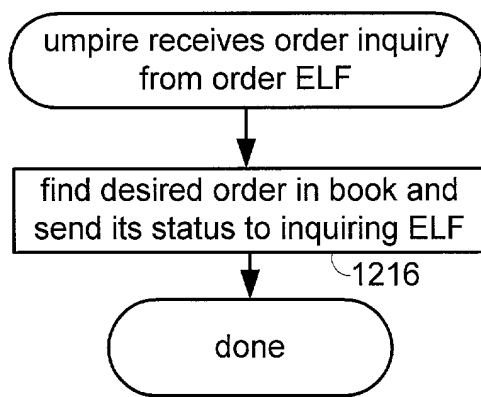 umpire receives order inquiry
from order ELF
find desired order in book and
send its status to inquiring ELF
1216
done